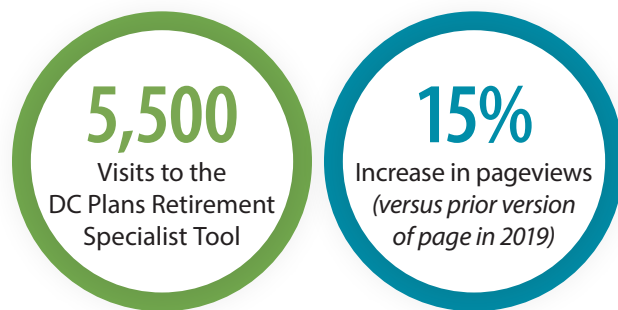 5,500
Visits to the
DC Plans Retirement
Specialist Tool
15%
Increase in pageviews
(versus prior version
of page in 2019)